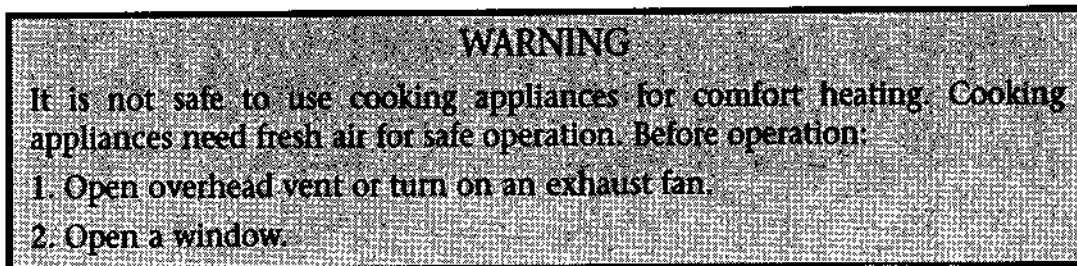 WARNING
It is not safe to use cooking appliances for comfort heating. Cooking
appliances need fresh air for safe operation. Before operation:
1. Open overhead vent or turn on an exhaust fan.
2. Open a window.